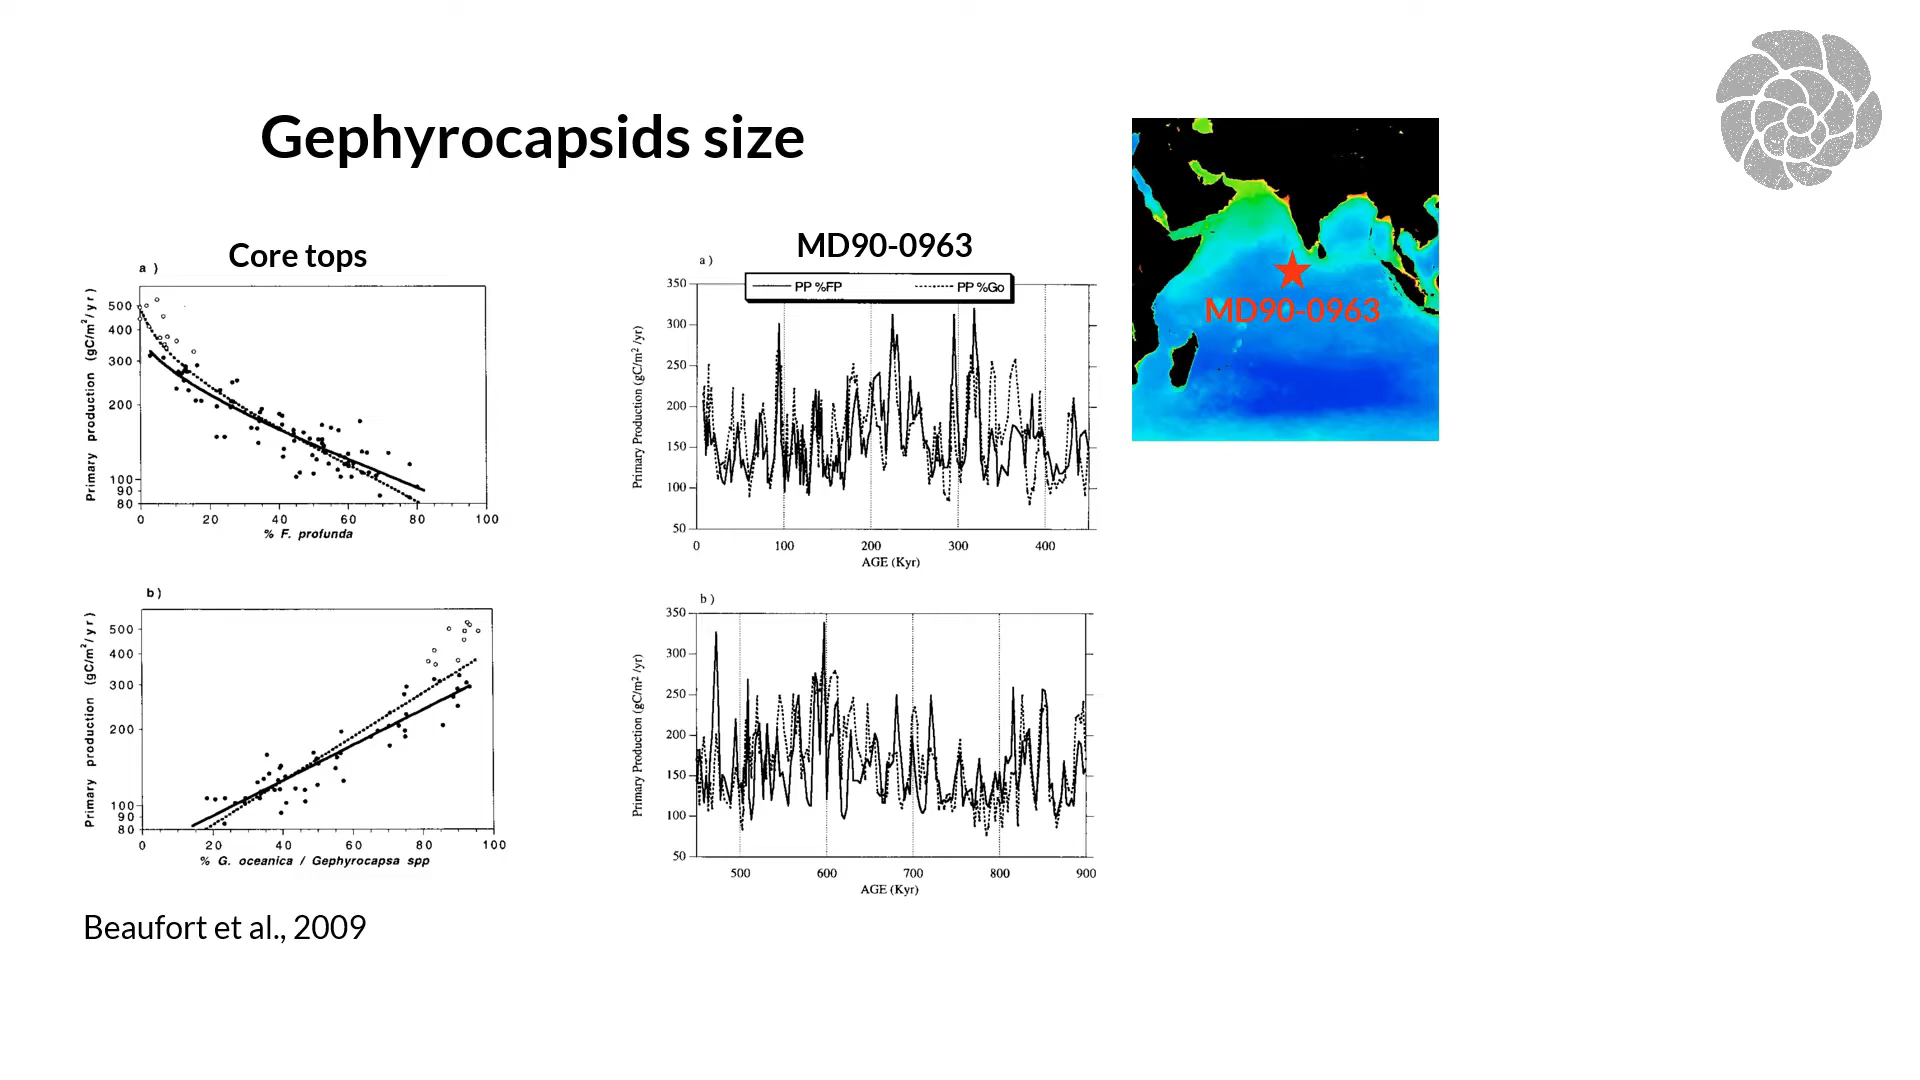 Gephyrocapsids size
Core tops
a )
Primary production (gC/m²/yr)
500
400
300
200
100
90
80
0 20 40 60 80 100
% F. profunda
b )
Primary production (gC/m²/yr)
500
400
300
200
100
90
80
0 20 40 60 80 100
% G. oceanica / Gephyrocapsa spp
Beaufort et al., 2009
MD90-0963
a )
PP %FP PP %Go
Primary Production (gC/m² /yr)
350
300
250
200
150
100
50
0 100 200 300 400
AGE (Kyr)
b )
Primary Production (gC/m² /yr)
350
300
250
200
150
100
50
500 600 700 800 900
AGE (Kyr)
MD90-0963